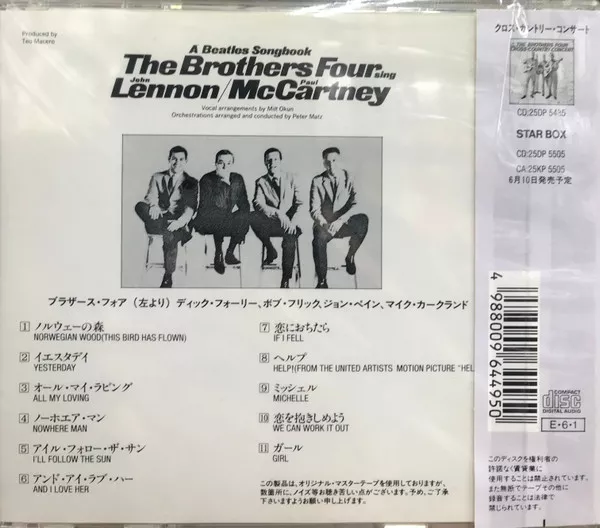 Produced by
Teo Macero
A Beatles Songbook
The Brothers Four sing
John Paul
Lennon/McCartney
Vocal arrangements by Milt Okun
Orchestrations arranged and conducted by Peter Matz
ブラザース・フォア(左より)ディック・フォーリー、ボブ・フリック、ジョン・ペイン、マイク・カークランド
1 ノルウェーの森
NORWEGIAN WOOD(THIS BIRD HAS FLOWN)
2 イエスタデイ
YESTERDAY
3 オール・マイ・ラビング
ALL MY LOVING
4 ノーホエア・マン
NOWHERE MAN
5 アイル・フォロー・ザ・サン
I'LL FOLLOW THE SUN
6 アンド・アイ・ラブ・ハー
AND I LOVE HER
7 恋におちたら
IF I FELL
8 ヘルプ
HELP!(FROM THE UNITED ARTISTS MOTION PICTURE "HEL
9 ミッシェル
MICHELLE
10 恋を抱きしめよう
WE CAN WORK IT OUT
11 ガール
GIRL
この製品は、オリジナル・マスターテープを使用しておりますが、
数箇所に、ノイズ等お聴き苦しい点がございます。予め、ご了承
下さいますようお願い申し上げます。
クロス・カントリー・コンサート
THE BROTHERS FOUR
CROSS COUNTRY CONCERT
CD:25DP 5495
STAR BOX
CD:25DP 5505
CA:25KP 5505
6月10日発売予定
4988009644950
COMPACT
disc
DIGITAL AUDIO
E・6・1
このディスクを権利者の
許諾なく賃貸業に
使用することは禁止されています。
また無断でテープその他に
録音することは法律で
禁じられています。